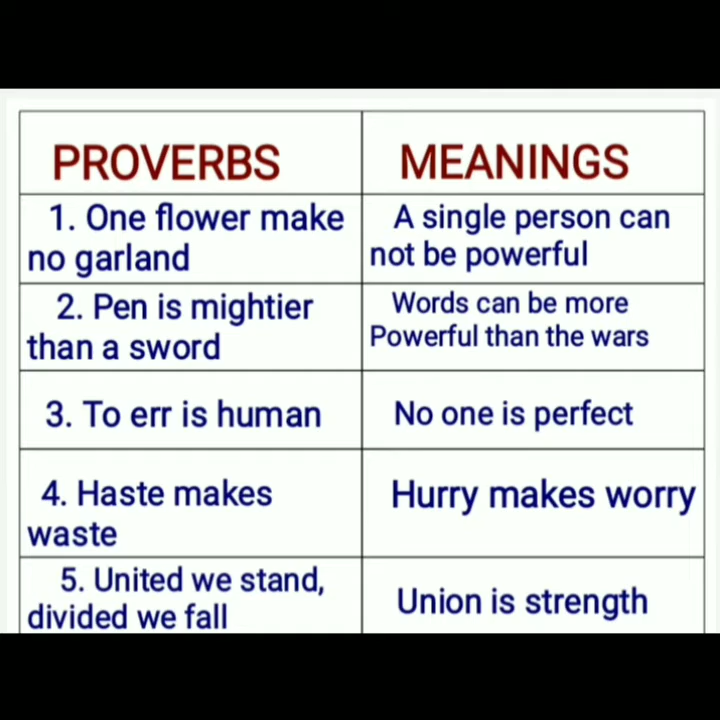 PROVERBS
MEANINGS
1. One flower make
no garland
A single person can
not be powerful
2. Pen is mightier
than a sword
Words can be more
Powerful than the wars
3. To err is human
No one is perfect
4. Haste makes
waste
Hurry makes worry
5. United we stand,
divided we fall
Union is strength